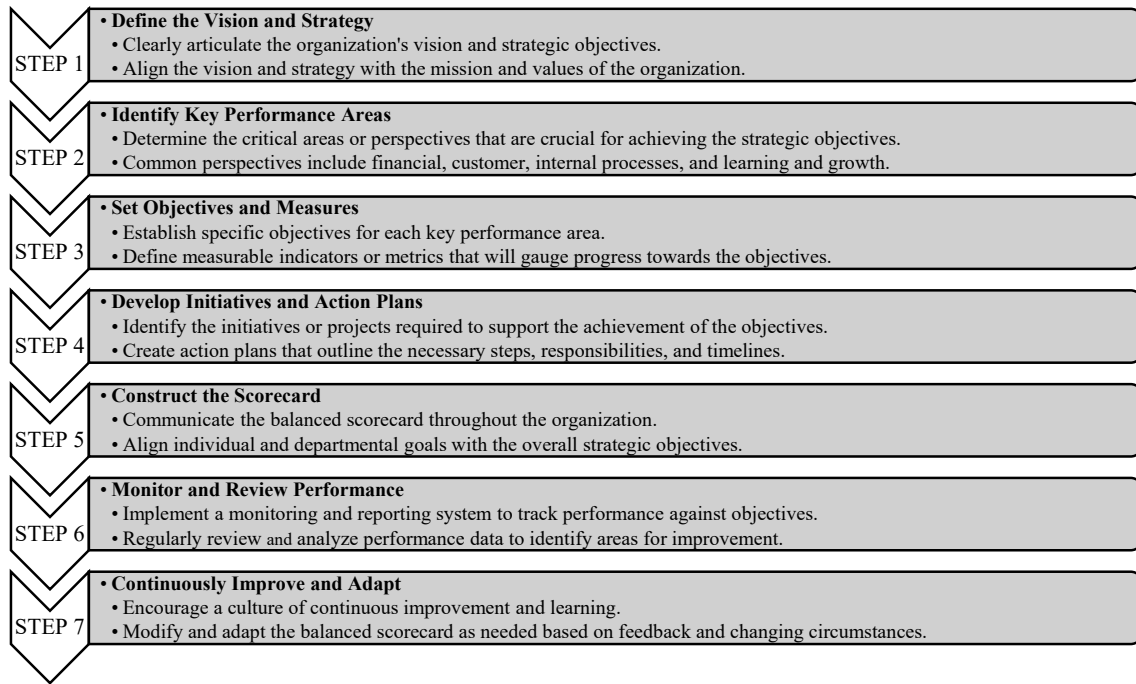 STEP 1
• Define the Vision and Strategy
• Clearly articulate the organization's vision and strategic objectives.
• Align the vision and strategy with the mission and values of the organization.
STEP 2
• Identify Key Performance Areas
• Determine the critical areas or perspectives that are crucial for achieving the strategic objectives.
• Common perspectives include financial, customer, internal processes, and learning and growth.
STEP 3
• Set Objectives and Measures
• Establish specific objectives for each key performance area.
• Define measurable indicators or metrics that will gauge progress towards the objectives.
STEP 4
• Develop Initiatives and Action Plans
• Identify the initiatives or projects required to support the achievement of the objectives.
• Create action plans that outline the necessary steps, responsibilities, and timelines.
STEP 5
• Construct the Scorecard
• Communicate the balanced scorecard throughout the organization.
• Align individual and departmental goals with the overall strategic objectives.
STEP 6
• Monitor and Review Performance
• Implement a monitoring and reporting system to track performance against objectives.
• Regularly review and analyze performance data to identify areas for improvement.
STEP 7
• Continuously Improve and Adapt
• Encourage a culture of continuous improvement and learning.
• Modify and adapt the balanced scorecard as needed based on feedback and changing circumstances.